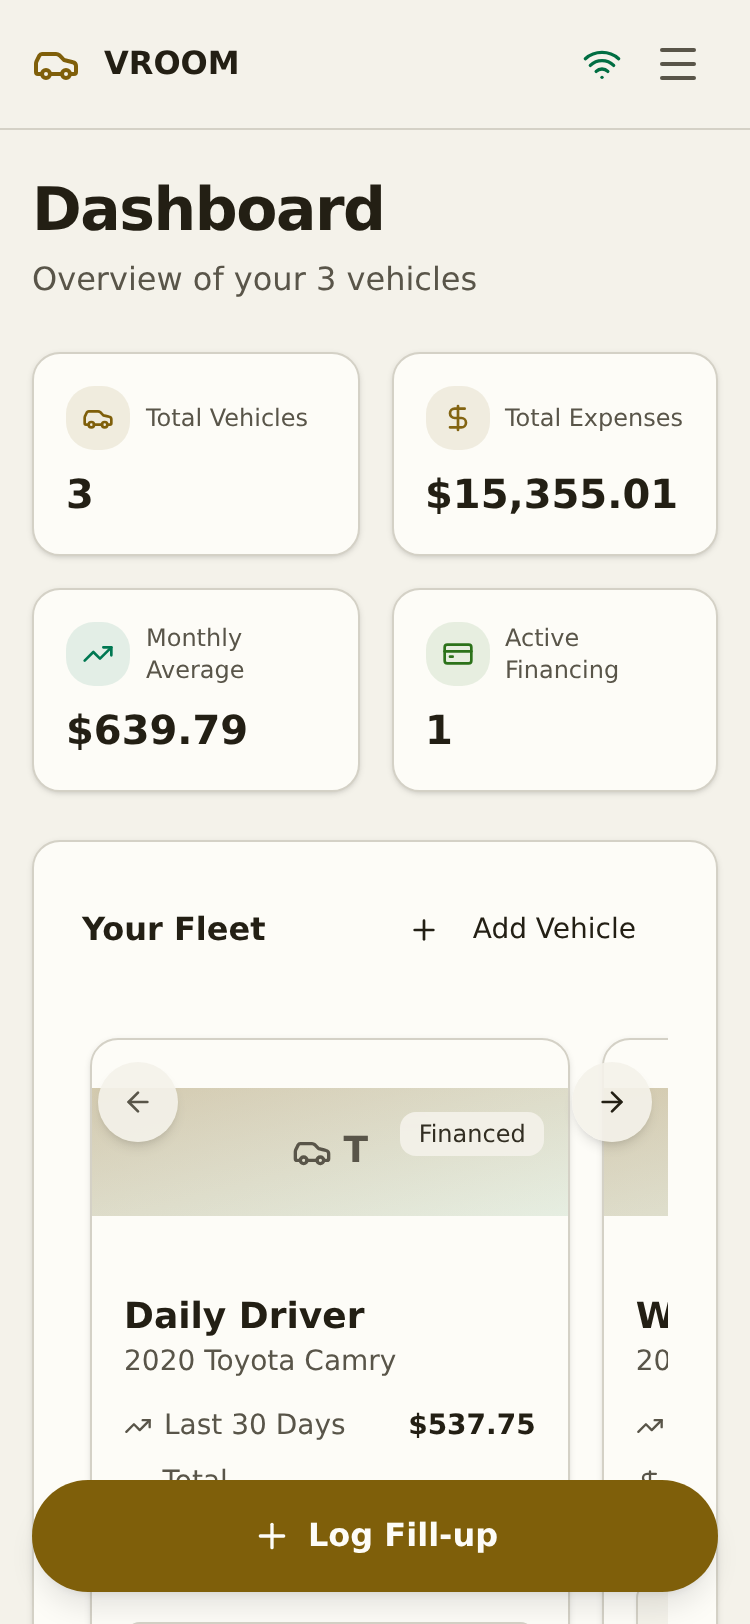 VROOM
Dashboard
Overview of your 3 vehicles
Total Vehicles
3
Total Expenses
$15,355.01
Monthly
Average
$639.79
Active
Financing
1
Your Fleet
Add Vehicle
T
Financed
Daily Driver
2020 Toyota Camry
Last 30 Days
$537.75
Total
W
20
Log Fill-up